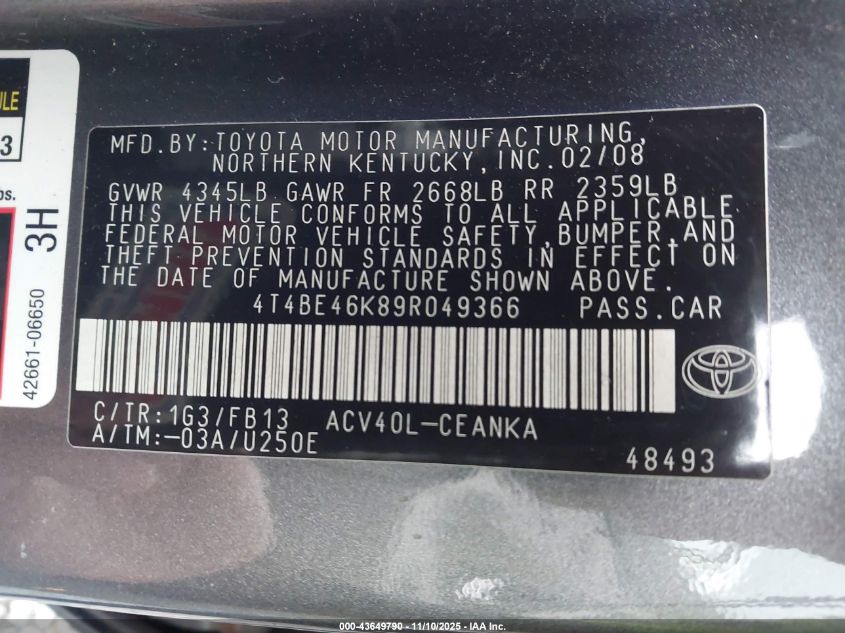 ULE
3
bs.
3H
42661-06650
MFD.BY:TOYOTA MOTOR MANUFACTURING,
NORTHERN KENTUCKY,INC.02/08
GVWR 4345LB GAWR FR 2668LB RR 2359LB
THIS VEHICLE CONFORMS TO ALL APPLICABLE
FEDERAL MOTOR VEHICLE SAFETY,BUMPER,AND
THEFT PREVENTION STANDARDS IN EFFECT ON
THE DATE OF MANUFACTURE SHOWN ABOVE.
4T4BE46K89R049366 PASS.CAR
C/TR:1G3/FB13 ACV40L-CEANKA
A/TM:-03A/U250E
48493
000-43649790 - 11/10/2025 - IAA Inc.